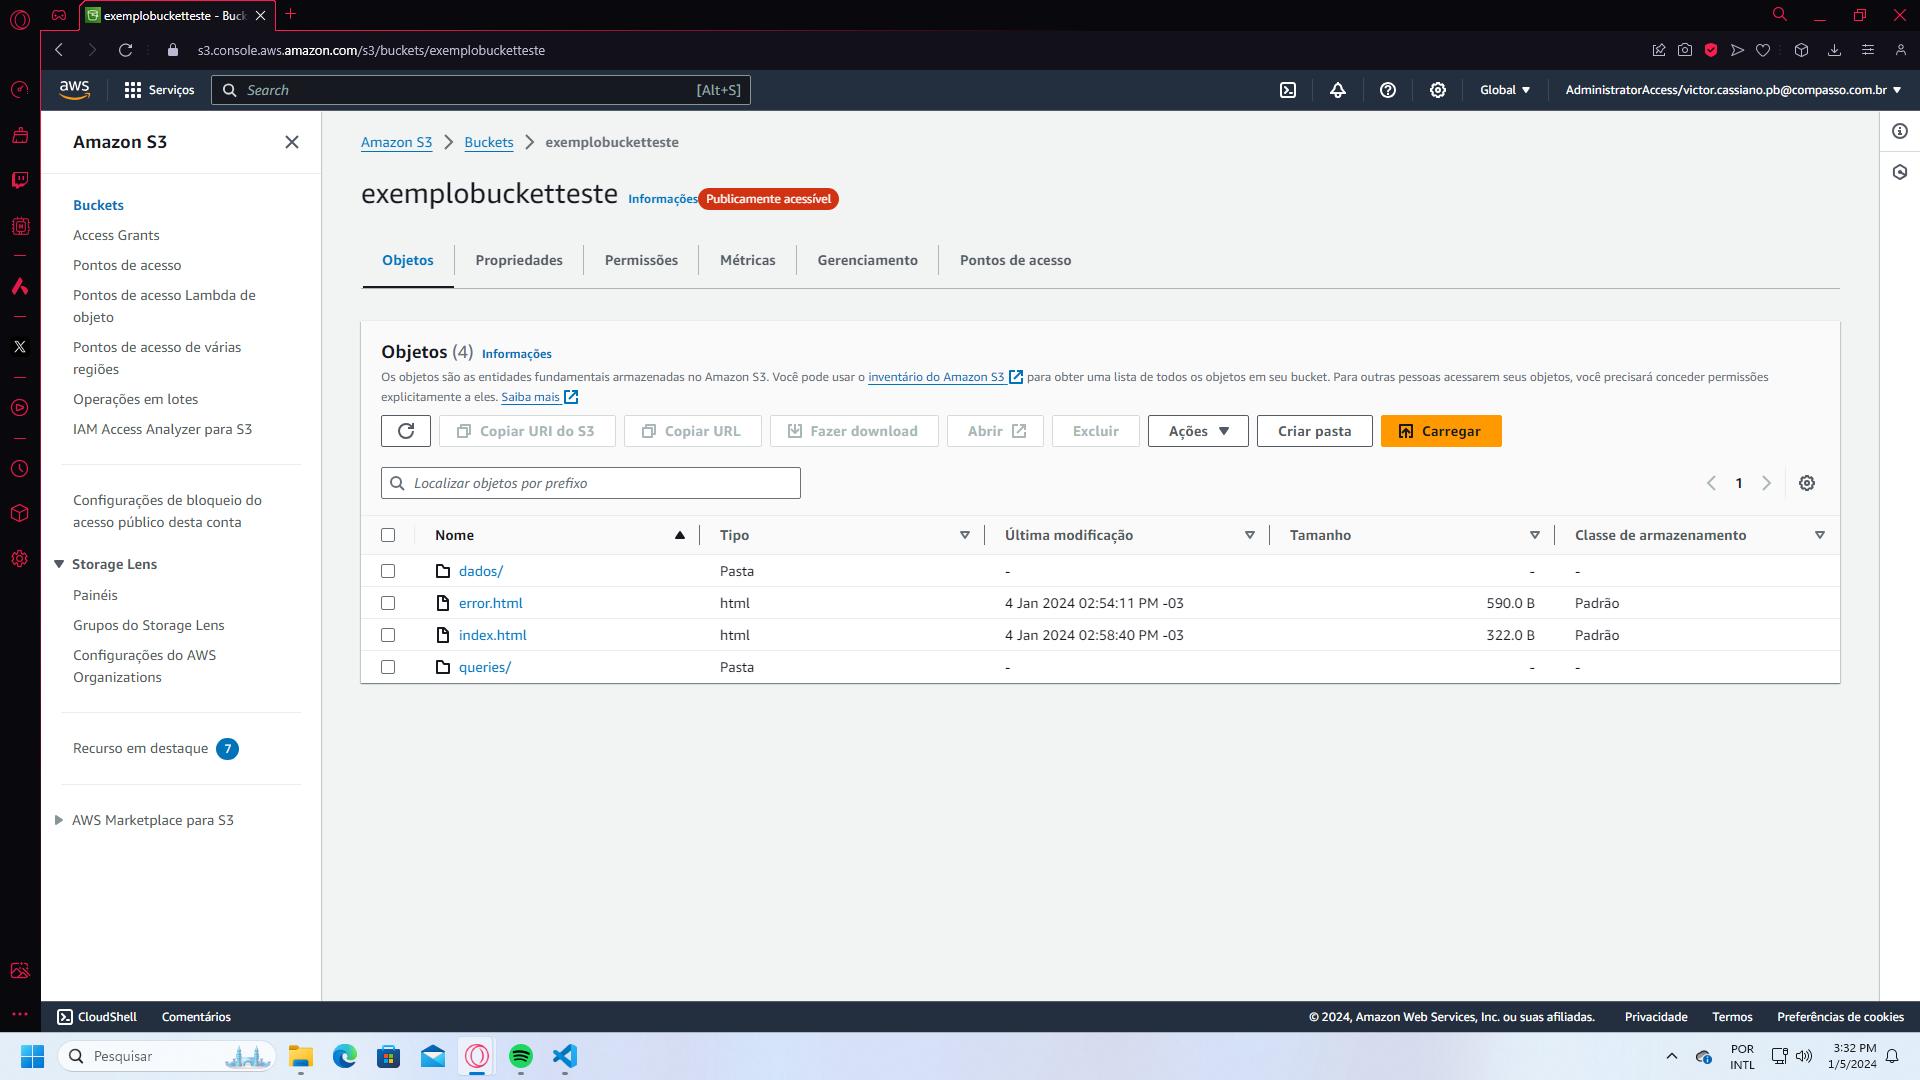 exemplobucketteste - Buck
s3.console.aws.amazon.com/s3/buckets/exemplobucketteste
aws
Serviços
Search
[Alt+S]
Global
AdministratorAccess/victor.cassiano.pb@compasso.com.br
Amazon S3
Buckets
Access Grants
Pontos de acesso
Pontos de acesso Lambda de
objeto
Pontos de acesso de várias
regiões
Operações em lotes
IAM Access Analyzer para S3
Configurações de bloqueio do
acesso público desta conta
Storage Lens
Painéis
Grupos do Storage Lens
Configurações do AWS
Organizations
Recurso em destaque 7
AWS Marketplace para S3
Amazon S3 Buckets exemplobucketteste
exemplobucketteste Informações Publicamente acessível
Objetos Propriedades Permissões Métricas Gerenciamento Pontos de acesso
Objetos (4) Informações
Os objetos são as entidades fundamentais armazenadas no Amazon S3. Você pode usar o inventário do Amazon S3 para obter uma lista de todos os objetos em seu bucket. Para outras pessoas acessarem seus objetos, você precisará conceder permissões
explicitamente a eles. Saiba mais
Copiar URI do S3 Copiar URL Fazer download Abrir Excluir Ações Criar pasta Carregar
Localizar objetos por prefixo
1
Nome Tipo Última modificação Tamanho Classe de armazenamento
dados/ Pasta - - -
error.html html 4 Jan 2024 02:54:11 PM -03 590.0 B Padrão
index.html html 4 Jan 2024 02:58:40 PM -03 322.0 B Padrão
queries/ Pasta - - -
CloudShell Comentários
© 2024, Amazon Web Services, Inc. ou suas afiliadas. Privacidade Termos Preferências de cookies
Pesquisar
POR
INTL
3:32 PM
1/5/2024